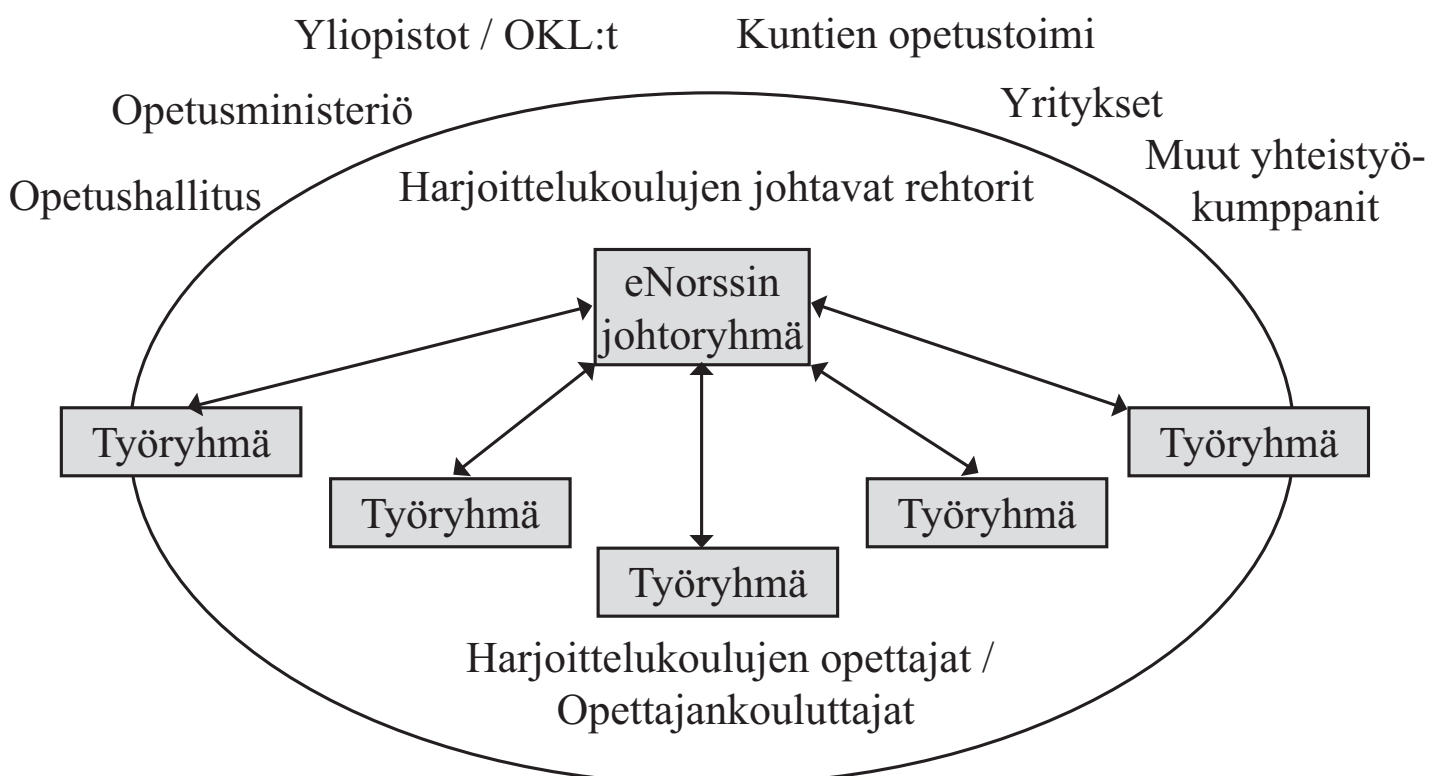 Yliopistot / OKL:t
Kuntien opetustoimi
Opetusministeriö
Yritykset
Opetushallitus
Harjoittelukoulujen johtavat rehtorit
Muut yhteistyö-
kumppanit
eNorssin
johtoryhmä
Työryhmä
Työryhmä
Työryhmä
Työryhmä
Työryhmä
Harjoittelukoulujen opettajat /
Opettajankouluttajat